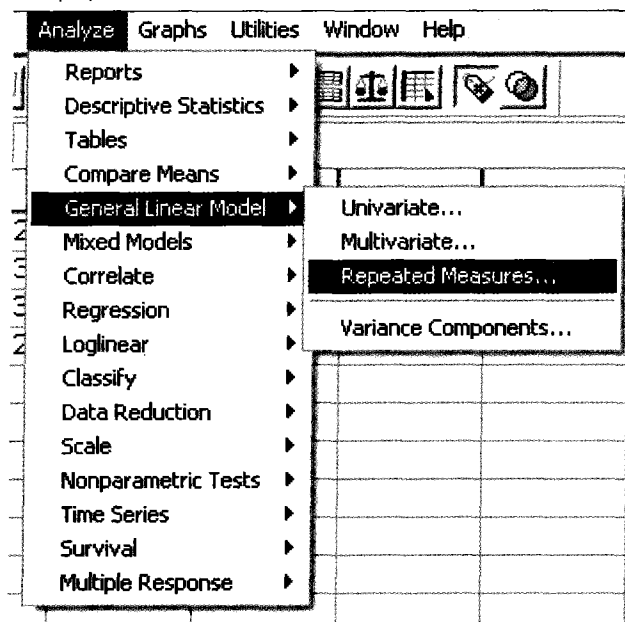 Analyze Graphs Utilities Window Help
Reports
Descriptive Statistics
Tables
Compare Means
General Linear Model
Mixed Models
Correlate
Regression
Loglinear
Classify
Data Reduction
Scale
Nonparametric Tests
Time Series
Survival
Multiple Response
Univariate...
Multivariate...
Repeated Measures...
Variance Components...